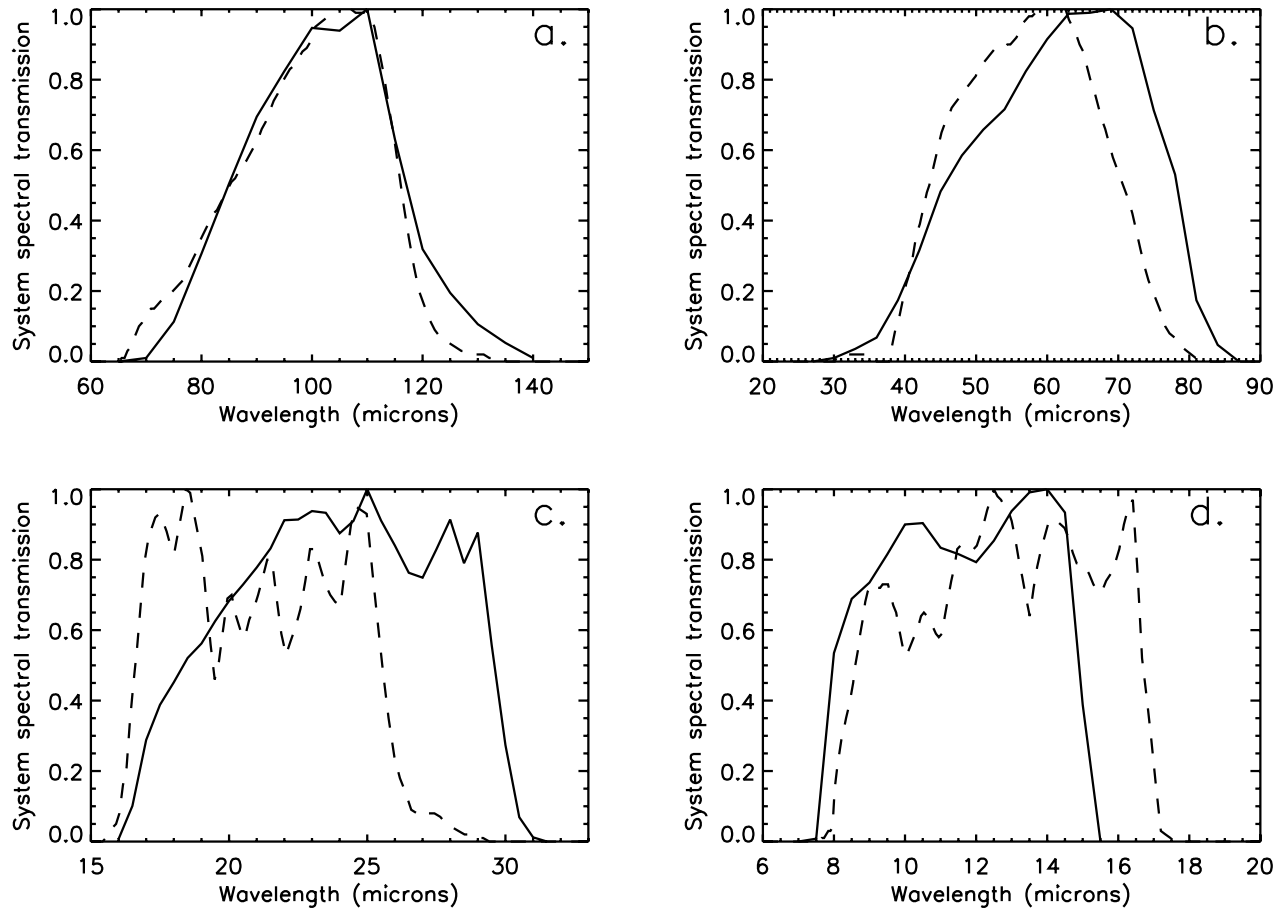 a.
System spectral transmission
1.0
0.8
0.6
0.4
0.2
0.0
60 80 100 120 140
Wavelength (microns)
b.
System spectral transmission
1.0
0.8
0.6
0.4
0.2
0.0
20 30 40 50 60 70 80 90
Wavelength (microns)
c.
System spectral transmission
1.0
0.8
0.6
0.4
0.2
0.0
15 20 25 30
Wavelength (microns)
d.
System spectral transmission
1.0
0.8
0.6
0.4
0.2
0.0
6 8 10 12 14 16 18 20
Wavelength (microns)